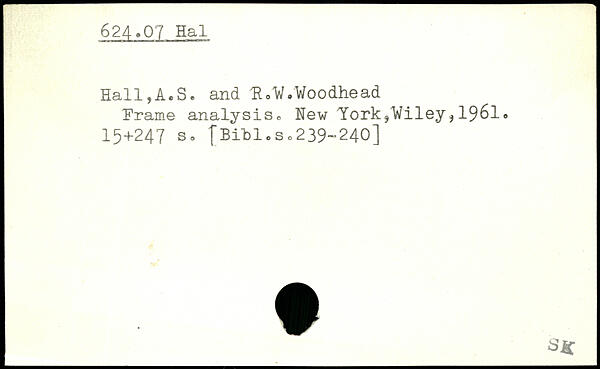 624.07 Hal
Hall,A.S. and R.W.Woodhead
Frame analysis. New York,Wiley,1961.
15+247 s. [Bibl.s.239-240]
SK